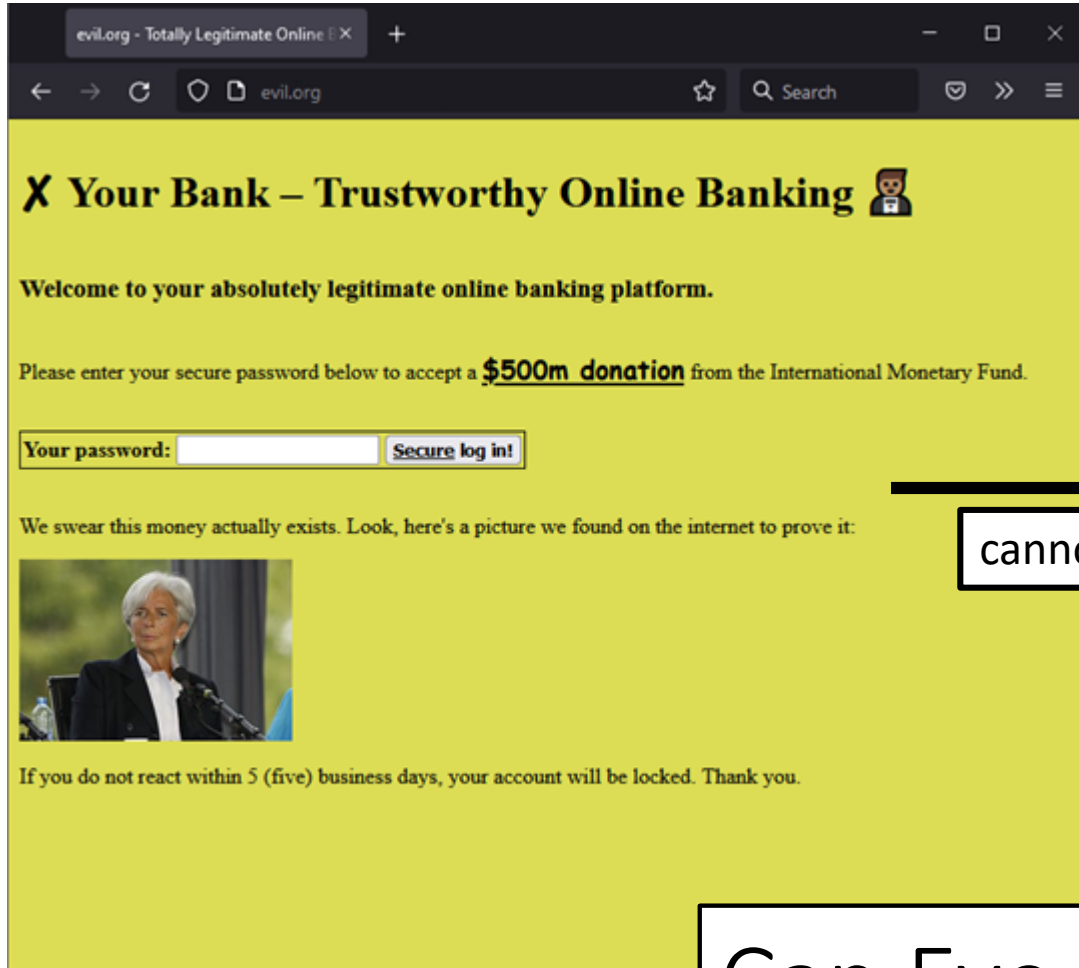 evil.org - Totally Legitimate Online
evil.org
Search
✗ Your Bank – Trustworthy Online Banking
Welcome to your absolutely legitimate online banking platform.
Please enter your secure password below to accept a $500m donation from the International Monetary Fund.
Your password: Secure log in!
We swear this money actually exists. Look, here's a picture we found on the internet to prove it:
If you do not react within 5 (five) business days, your account will be locked. Thank you.